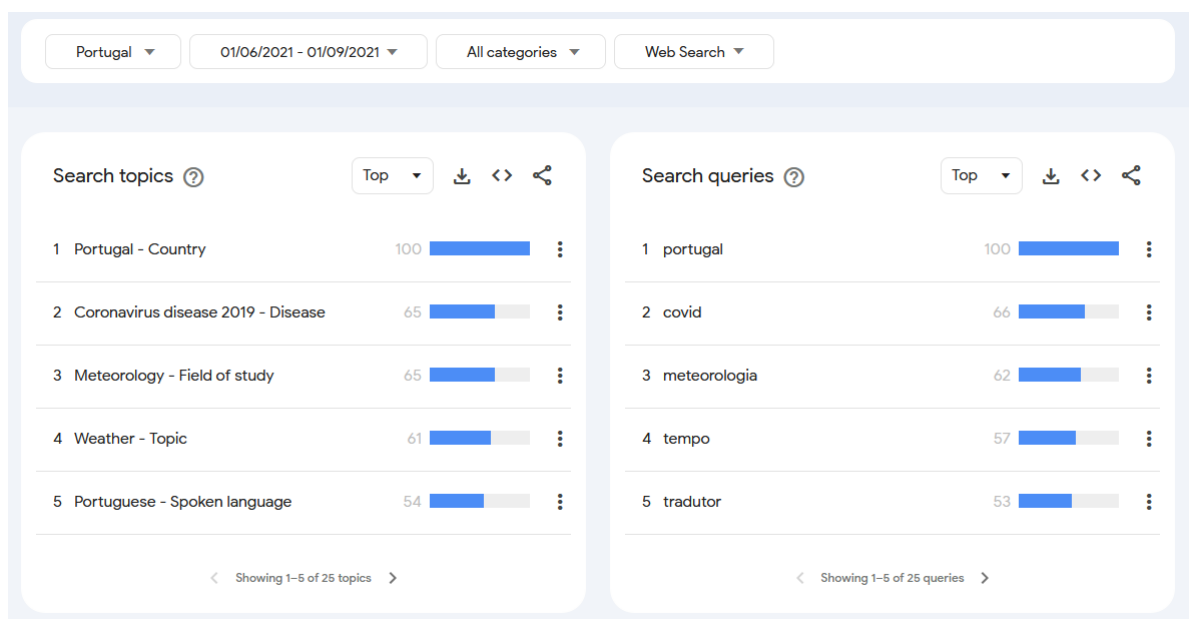 Portugal 01/06/2021 - 01/09/2021 All categories Web Search
Search topics Top
1 Portugal - Country 100
2 Coronavirus disease 2019 - Disease 65
3 Meteorology - Field of study 65
4 Weather - Topic 61
5 Portuguese - Spoken language 54
Showing 1–5 of 25 topics
Search queries Top
1 portugal 100
2 covid 66
3 meteorologia 62
4 tempo 57
5 tradutor 53
Showing 1–5 of 25 queries